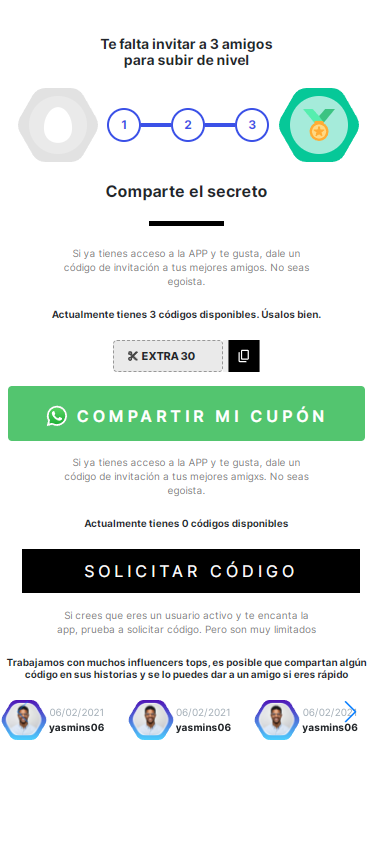 Te falta invitar a 3 amigos
para subir de nivel
1 2 3
Comparte el secreto
Si ya tienes acceso a la APP y te gusta, dale un
código de invitación a tus mejores amigos. No seas
egoista.
Actualmente tienes 3 códigos disponibles. Úsalos bien.
EXTRA 30
COMPARTIR MI CUPÓN
Si ya tienes acceso a la APP y te gusta, dale un
código de invitación a tus mejores amigxs. No seas
egoista.
Actualmente tienes 0 códigos disponibles
SOLICITAR CÓDIGO
Si crees que eres un usuario activo y te encanta la
app, prueba a solicitar código. Pero son muy limitados
Trabajamos con muchos influencers tops, es posible que compartan algún
código en sus historias y se lo puedes dar a un amigo si eres rápido
06/02/2021 06/02/2021 06/02/2021
yasmins06 yasmins06 yasmins06